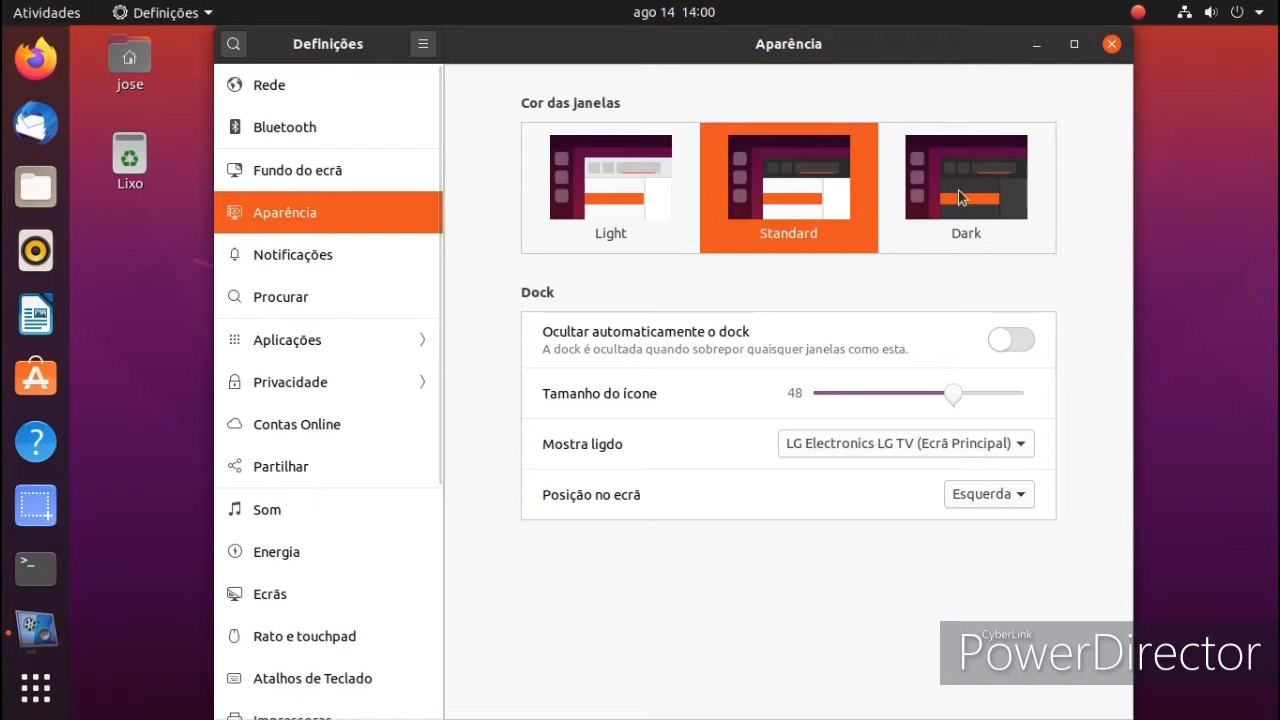 Atividades
Definições
ago 14 14:00
jose
Lixo
Definições
Rede
Bluetooth
Fundo do ecrã
Aparência
Notificações
Procurar
Aplicações
Privacidade
Contas Online
Partilhar
Som
Energia
Ecrãs
Rato e touchpad
Atalhos de Teclado
Impressoras
Aparência
Cor das janelas
Light
Standard
Dark
Dock
Ocultar automaticamente o dock
A dock é ocultada quando sobrepor quaisquer janelas como esta.
Tamanho do ícone 48
Mostra ligdo LG Electronics LG TV (Ecrã Principal)
Posição no ecrã Esquerda
CyberLink
PowerDirector